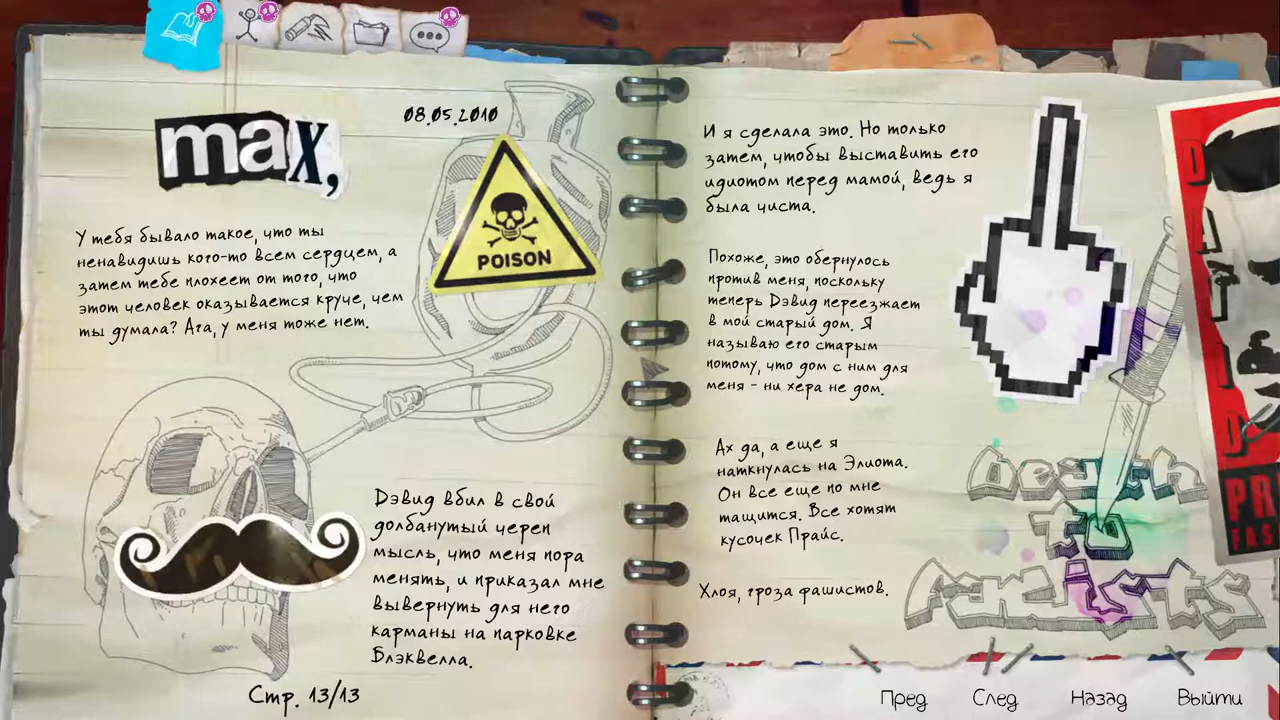 max,
08.05.2010
POISON
У тебя бывало такое, что ты
ненавидишь кого-то всем сердцем, а
затем тебе плохеет от того, что
этот человек оказывается круче, чем
ты думала? Ага, у меня тоже нет.
Дэвид вбил в свой
долбанутый череп
мысль, что меня пора
менять, и приказал мне
вывернуть для него
карманы на парковке
Блэквелла.
Стр. 13/13
И я сделала это. Но только
затем, чтобы выставить его
идиотом перед мамой, ведь я
была чиста.
Похоже, это обернулось
против меня, поскольку
теперь Дэвид переезжает
в мой старый дом. Я
называю его старым
потому, что дом с ним для
меня - ни хера не дом.
Ах да, а еще я
наткнулась на Элиота.
Он все еще по мне
тащится. Все хотят
кусочек Прайс.
Хлоя, гроза фашистов.
death
to
Пред
След
Назад
Выйти